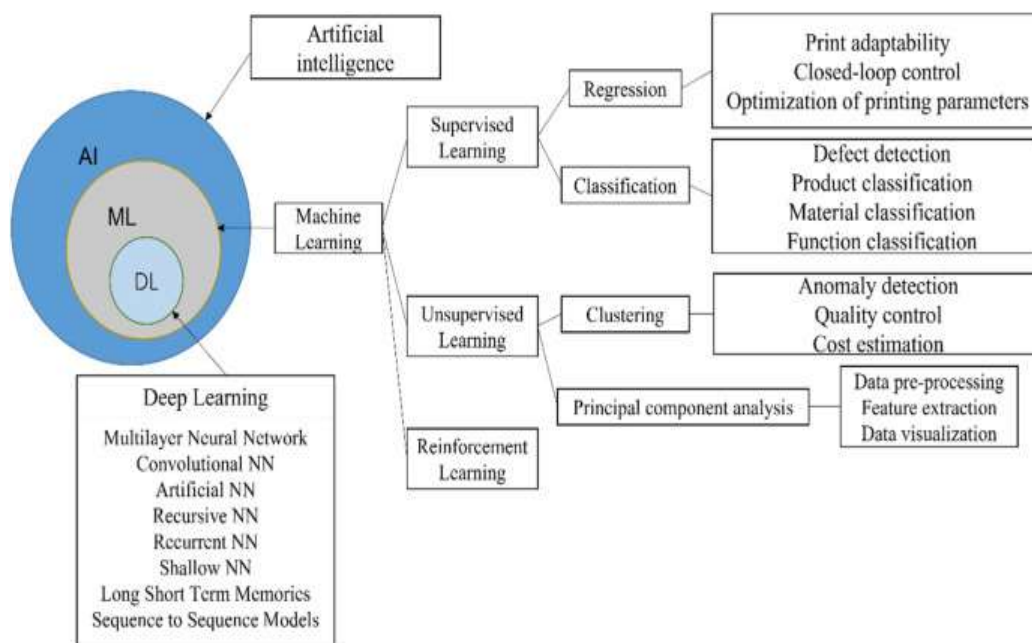 Artificial
intelligence
AI
ML
DL
Machine
Learning
Supervised
Learning
Regression
Print adaptability
Closed-loop control
Optimization of printing parameters
Classification
Defect detection
Product classification
Material classification
Function classification
Unsupervised
Learning
Clustering
Anomaly detection
Quality control
Cost estimation
Principal component analysis
Data pre-processing
Feature extraction
Data visualization
Reinforcement
Learning
Deep Learning
Multilayer Neural Network
Convolutional NN
Artificial NN
Recursive NN
Recurrent NN
Shallow NN
Long Short Term Memories
Sequence to Sequence Models